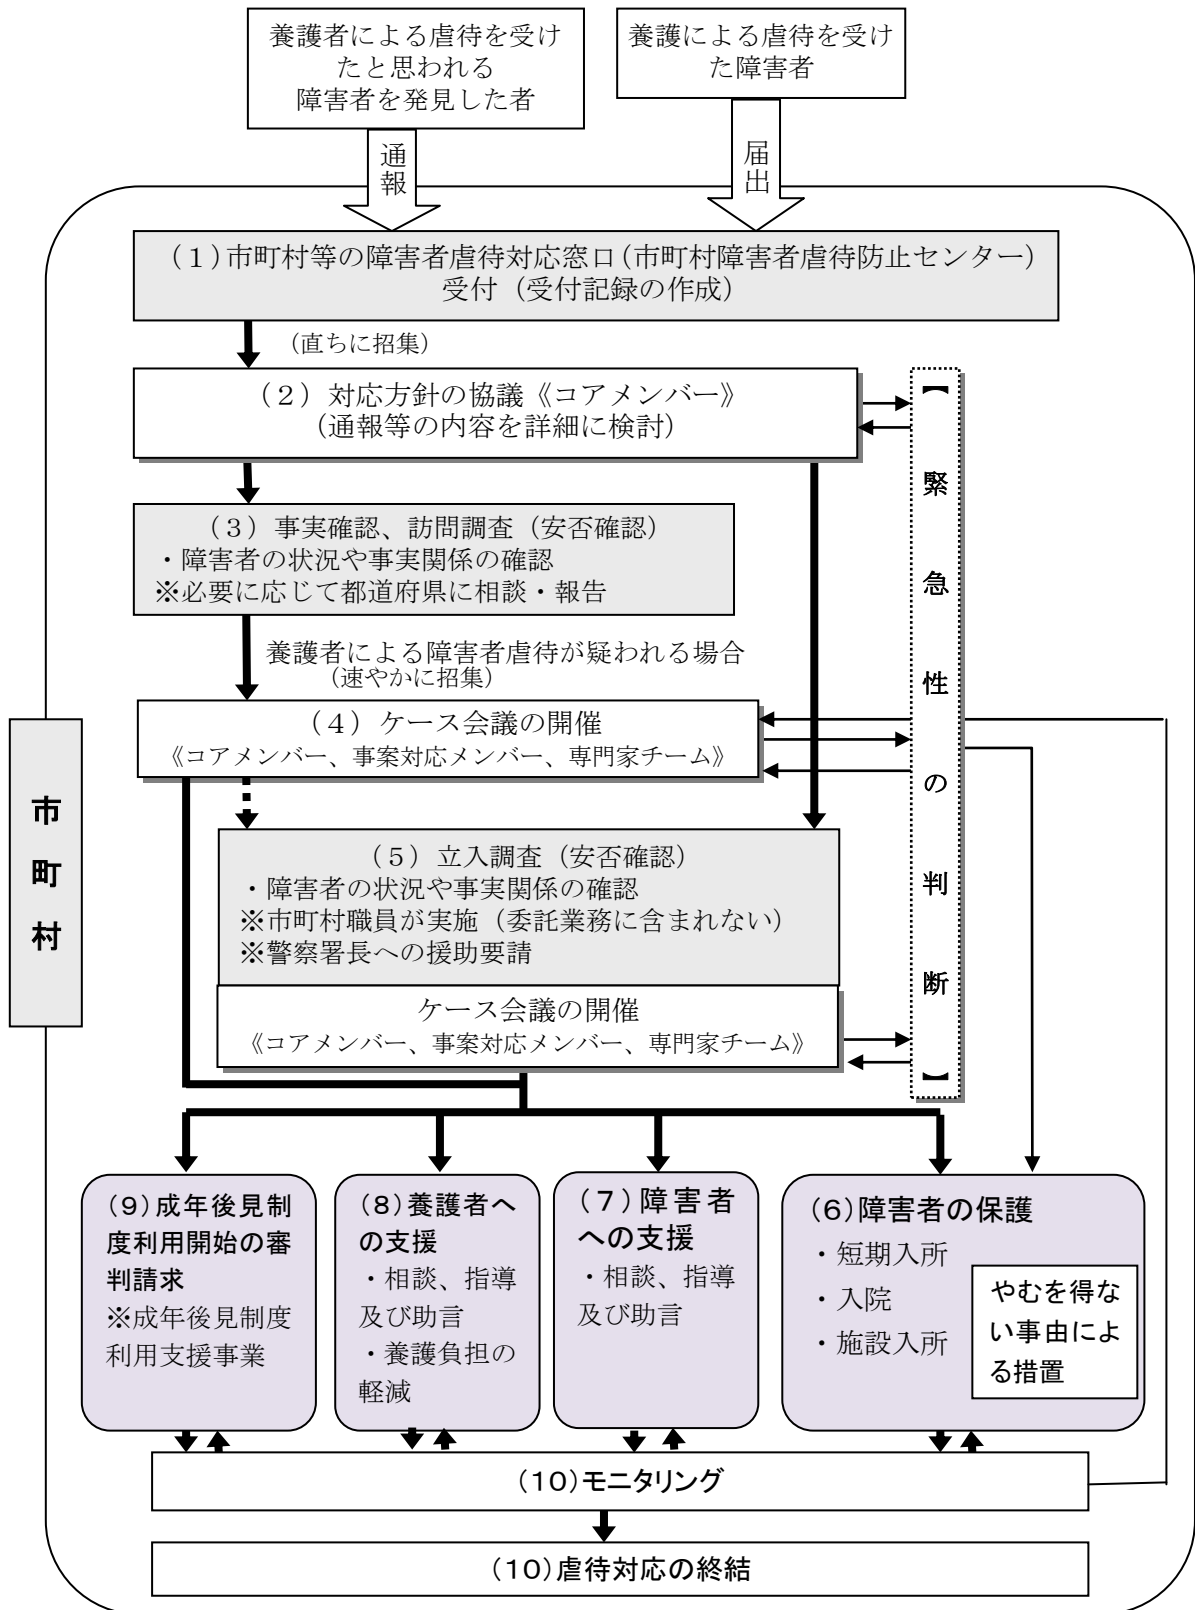 養護者による虐待を受け
たと思われる
障害者を発見した者
養護による虐待を受け
た障害者
通報
届出
（１）市町村等の障害者虐待対応窓口（市町村障害者虐待防止センター）
受付（受付記録の作成）
（直ちに招集）
（２）対応方針の協議《コアメンバー》
（通報等の内容を詳細に検討）
（３）事実確認、訪問調査（安否確認）
・障害者の状況や事実関係の確認
※必要に応じて都道府県に相談・報告
養護者による障害者虐待が疑われる場合
（速やかに招集）
（４）ケース会議の開催
《コアメンバー、事案対応メンバー、専門家チーム》
【緊急性の判断】
市町村
（５）立入調査（安否確認）
・障害者の状況や事実関係の確認
※市町村職員が実施（委託業務に含まれない）
※警察署長への援助要請
ケース会議の開催
《コアメンバー、事案対応メンバー、専門家チーム》
（９）成年後見制
度利用開始の審
判請求
※成年後見制度
利用支援事業
（８）養護者へ
の支援
・相談、指導
及び助言
・養護負担の
軽減
（７）障害者
への支援
・相談、指導
及び助言
（６）障害者の保護
・短期入所
・入院
・施設入所
やむを得な
い事由によ
る措置
（１０）モニタリング
（１０）虐待対応の終結